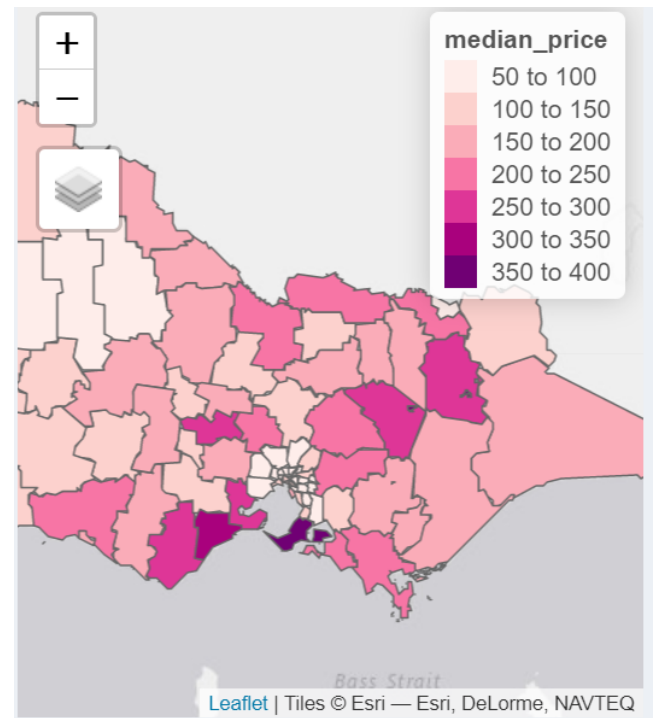 +
−
median_price
50 to 100
100 to 150
150 to 200
200 to 250
250 to 300
300 to 350
350 to 400
Bass Strait
Leaflet | Tiles © Esri — Esri, DeLorme, NAVTEQ